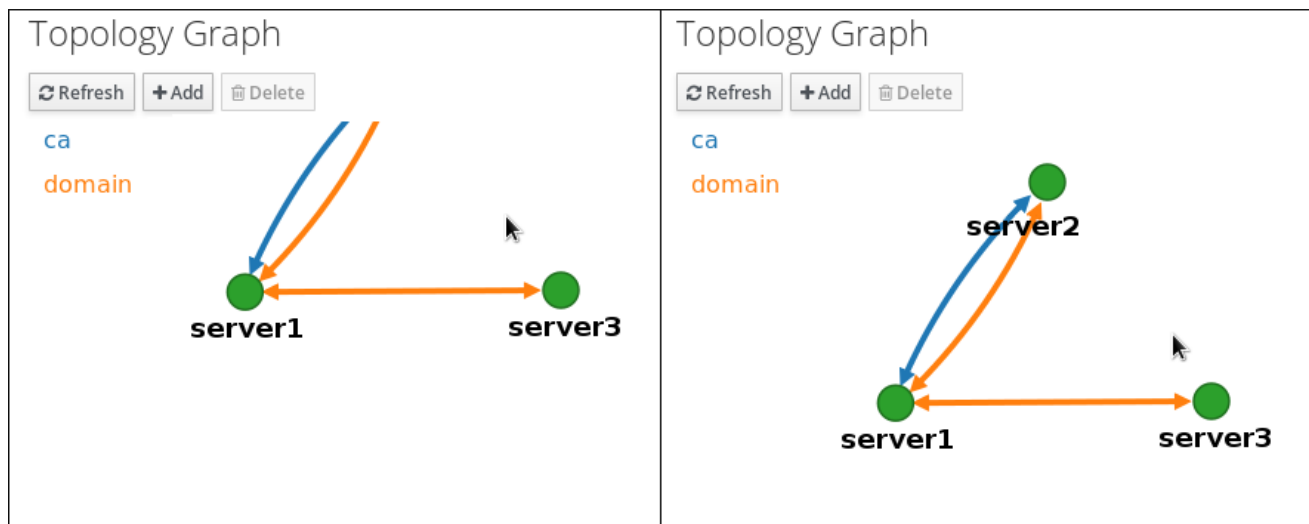 Topology Graph
Refresh Add Delete
ca
domain
server1
server3
Topology Graph
Refresh Add Delete
ca
domain
server2
server1
server3